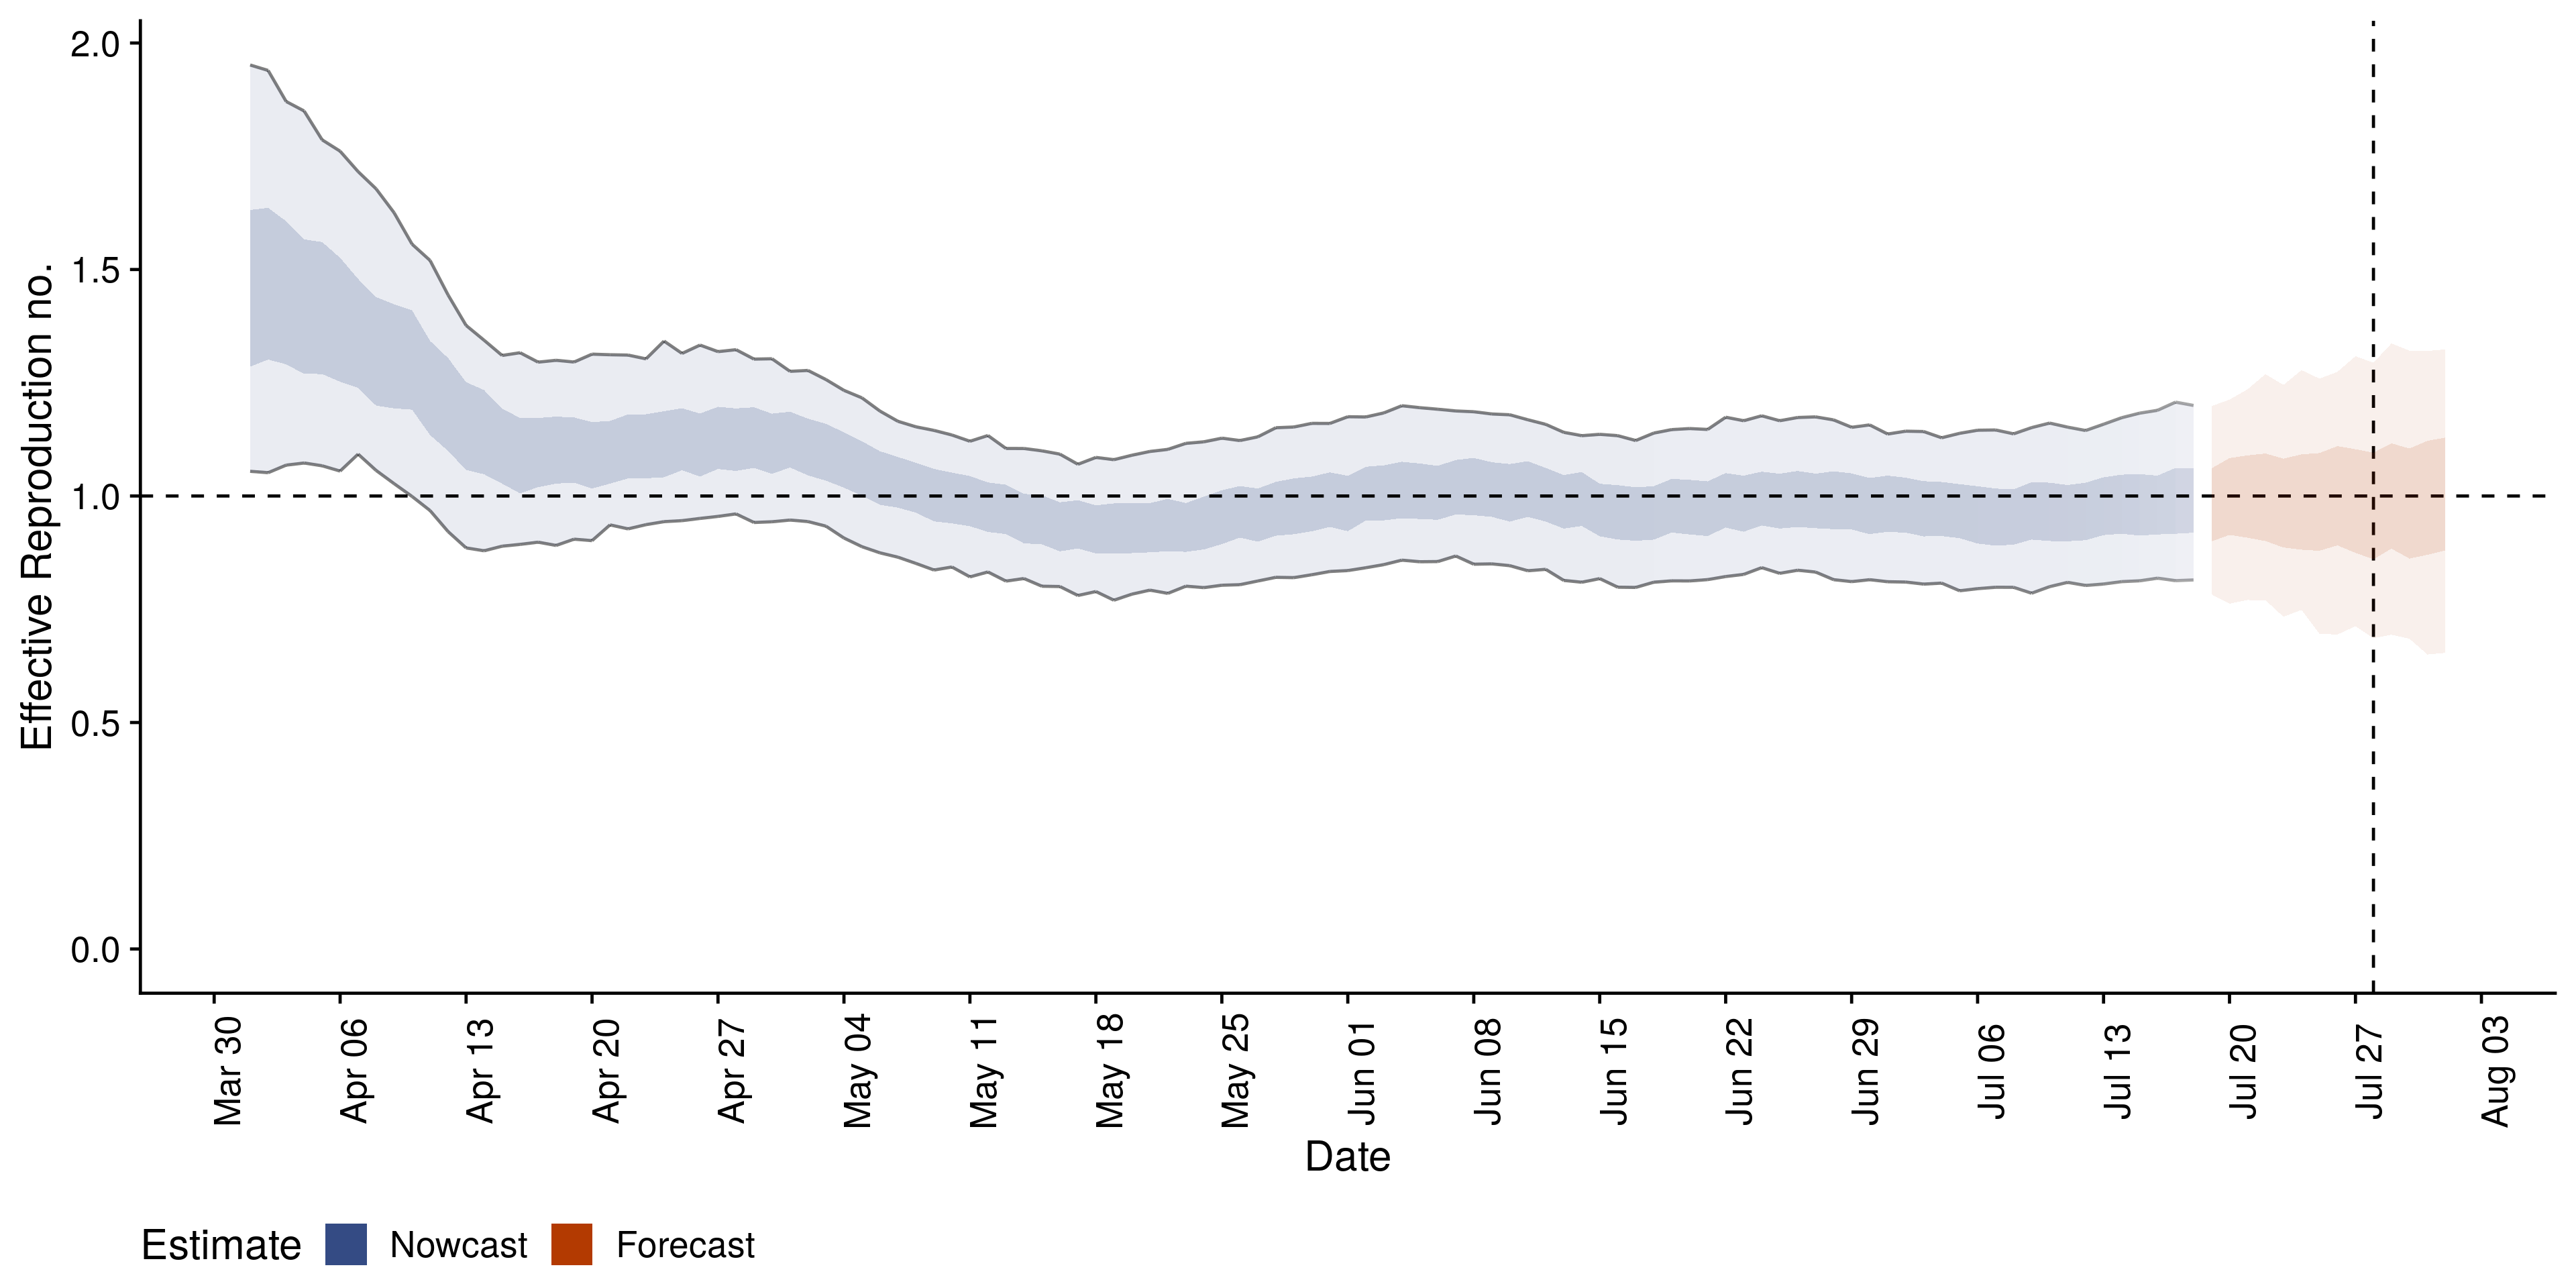 Effective Reproduction no.
2.0
1.5
1.0
0.5
0.0
Mar 30
Apr 06
Apr 13
Apr 20
Apr 27
May 04
May 11
May 18
May 25
Jun 01
Jun 08
Jun 15
Jun 22
Jun 29
Jul 06
Jul 13
Jul 20
Jul 27
Aug 03
Date
Estimate Nowcast Forecast